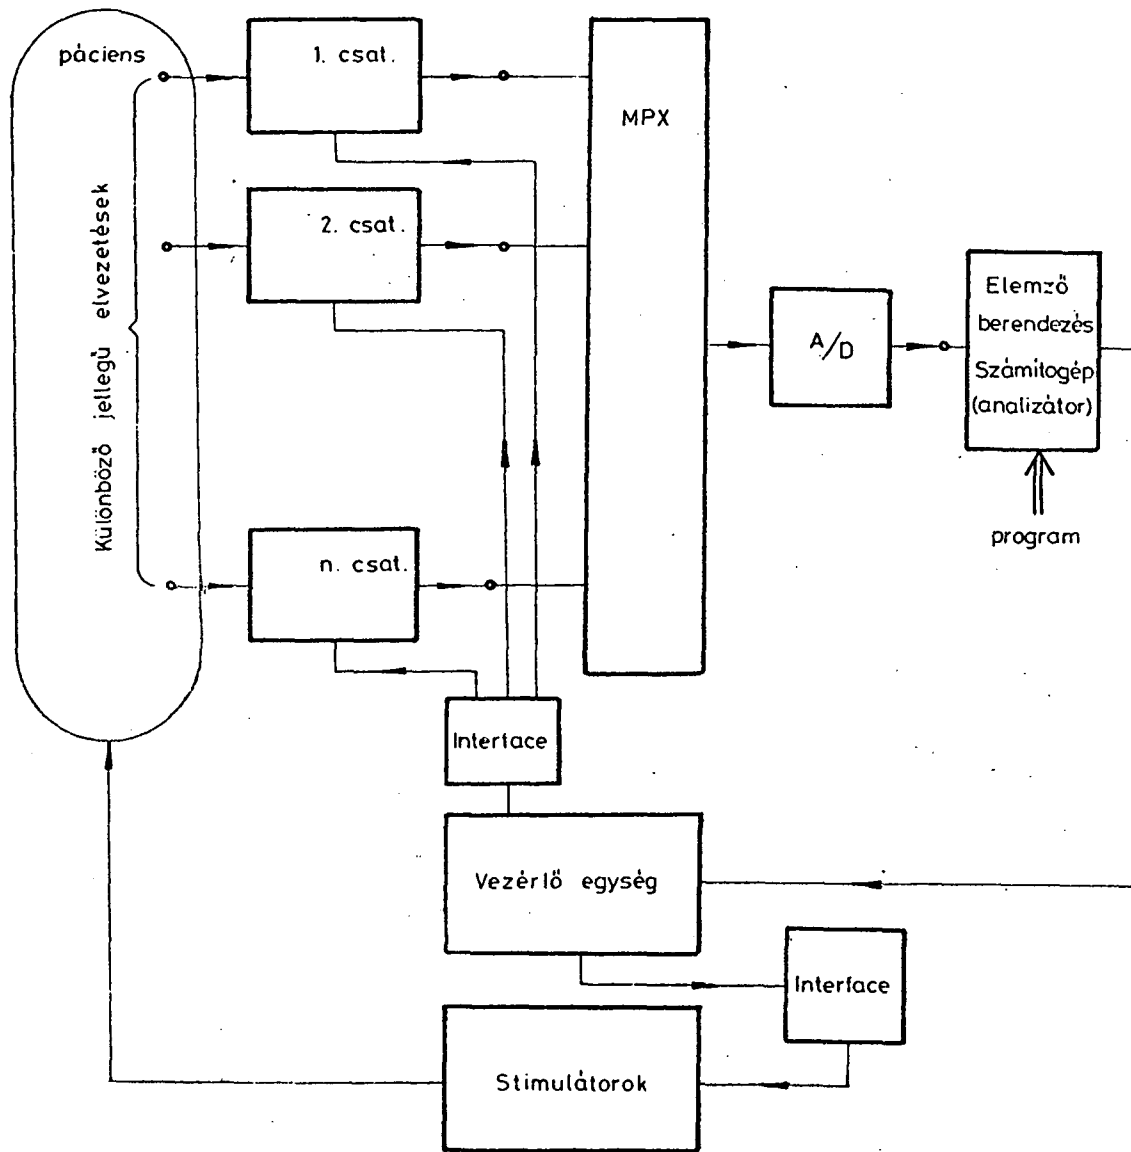 páciens
Különböző jellegű elvezetések
1. csat.
2. csat.
n. csat.
MPX
A/D
Elemző
berendezés
Számítogép
(analizátor)
program
Interface
Vezérlő egység
Interface
Stimulátorok